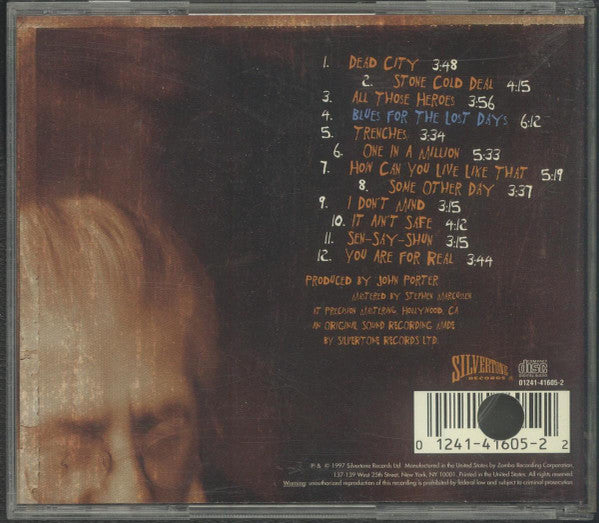 1. DEAD CITY 3:48
2. STONE COLD DEAL 4:15
3. ALL THOSE HEROES 3:56
4. BLUES FOR THE LOST DAYS 6:12
5. TRENCHES 3:34
6. ONE IN A MILLION 5:33
7. HOW CAN YOU LIVE LIKE THAT 5:19
8. SOME OTHER DAY 3:37
9. I DON'T MIND 3:15
10. IT AIN'T SAFE 4:12
11. SEN-SAY-SHUN 3:15
12. YOU ARE FOR REAL 3:44
PRODUCED BY JOHN PORTER
MASTERED BY STEPHEN MARCUSSEN
AT PRECISION MASTERING, HOLLYWOOD, CA
AN ORIGINAL SOUND RECORDING MADE
BY SILVERTONE RECORDS LTD.
SILVERTONE
RECORDS ®
COMPACT
disc
DIGITAL AUDIO
01241-41605-2
0 1241-41605-2 2
℗ & © 1997 Silvertone Records Ltd. Manufactured in the United States by Zomba Recording Corporation,
137-139 West 25th Street, New York, NY 10001. Printed in the United States. All rights reserved.
Warning: unauthorized reproduction of this recording is prohibited by federal law and subject to criminal prosecution.